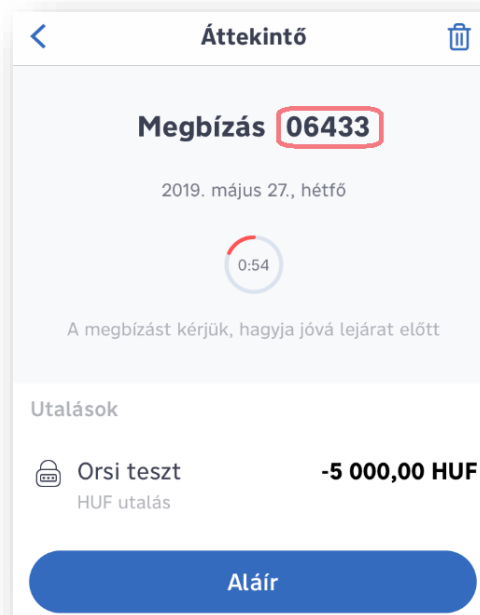 Áttekintő
Megbízás 06433
2019. május 27., hétfő
0:54
A megbízást kérjük, hagyja jóvá lejárat előtt
Utalások
Orsi teszt -5 000,00 HUF
HUF utalás
Aláír